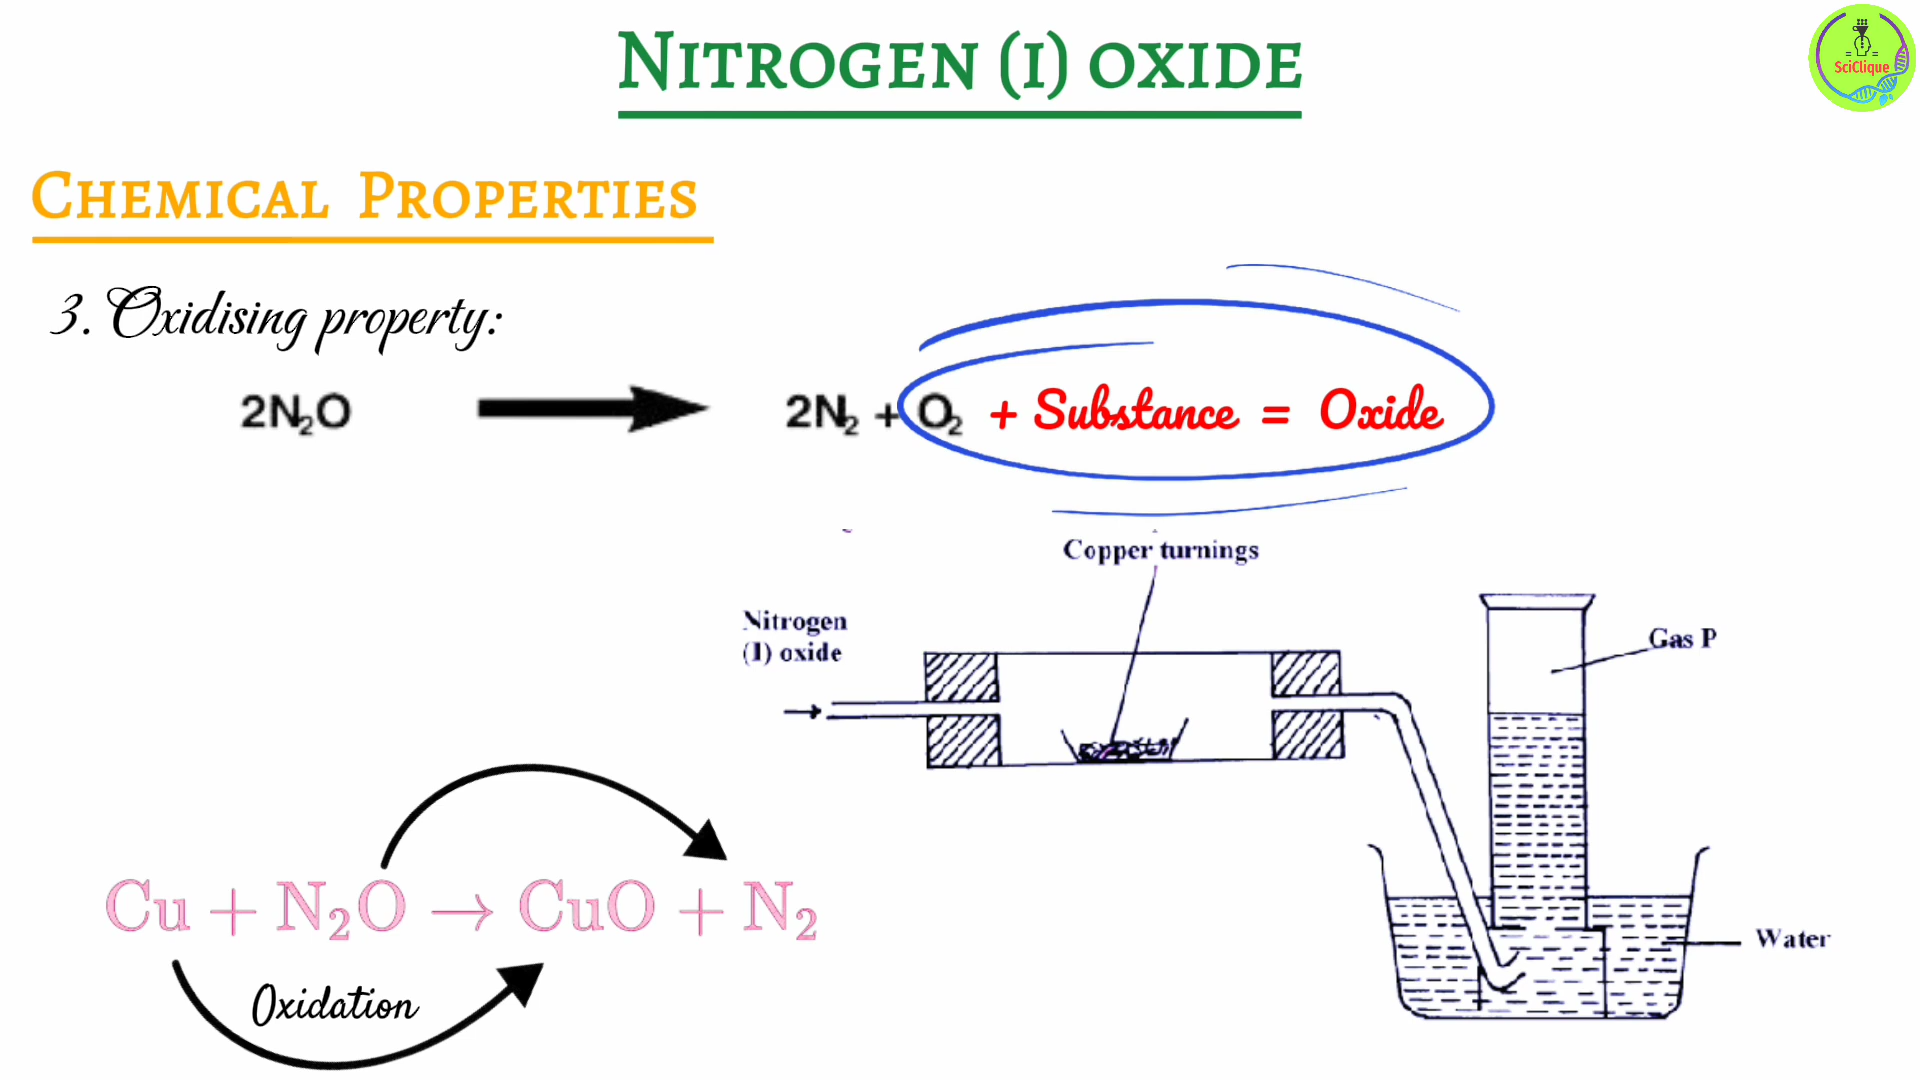 NITROGEN (I) OXIDE
SciClique
CHEMICAL PROPERTIES
3. Oxidising property:
2N₂O → 2N₂ + O₂ + Substance = Oxide
Copper turnings
Nitrogen
(I) oxide
Gas P
Cu + N₂O → CuO + N₂
Water
Oxidation